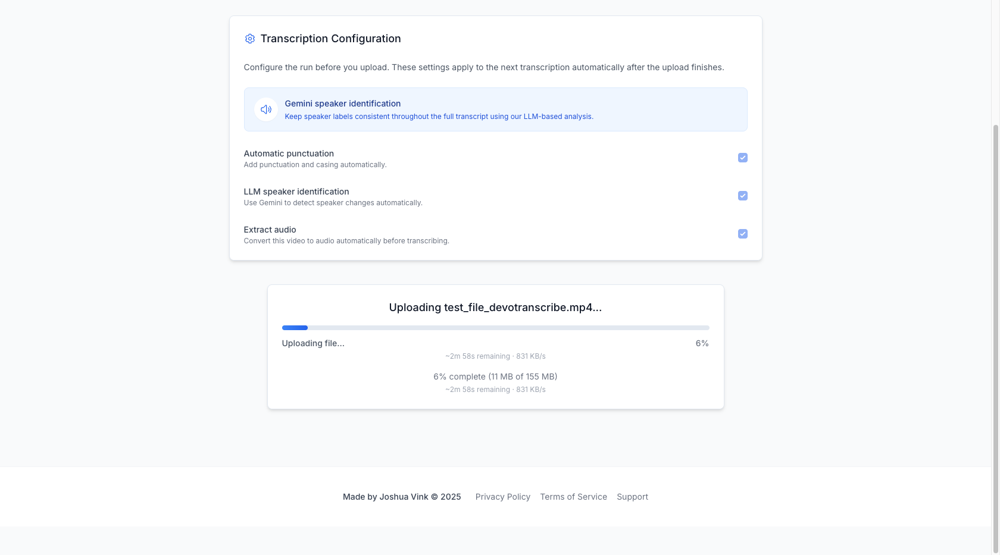 Transcription Configuration
Configure the run before you upload. These settings apply to the next transcription automatically after the upload finishes.
Gemini speaker identification
Keep speaker labels consistent throughout the full transcript using our LLM-based analysis.
Automatic punctuation
Add punctuation and casing automatically.
LLM speaker identification
Use Gemini to detect speaker changes automatically.
Extract audio
Convert this video to audio automatically before transcribing.
Uploading test_file_devotranscribe.mp4...
Uploading file... 6%
~2m 58s remaining · 831 KB/s
6% complete (11 MB of 155 MB)
~2m 58s remaining · 831 KB/s
Made by Joshua Vink © 2025 Privacy Policy Terms of Service Support